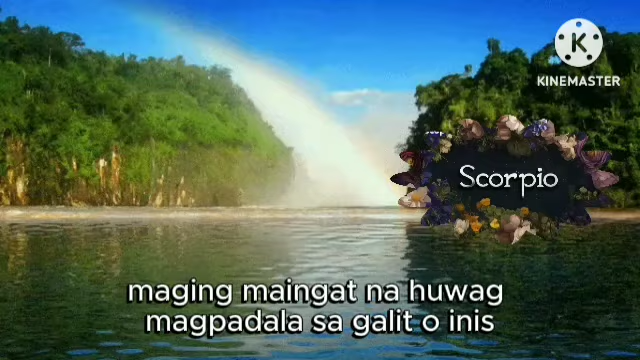 K
KINEMASTER
Scorpio
maging maingat na huwag
magpadala sa galit o inis